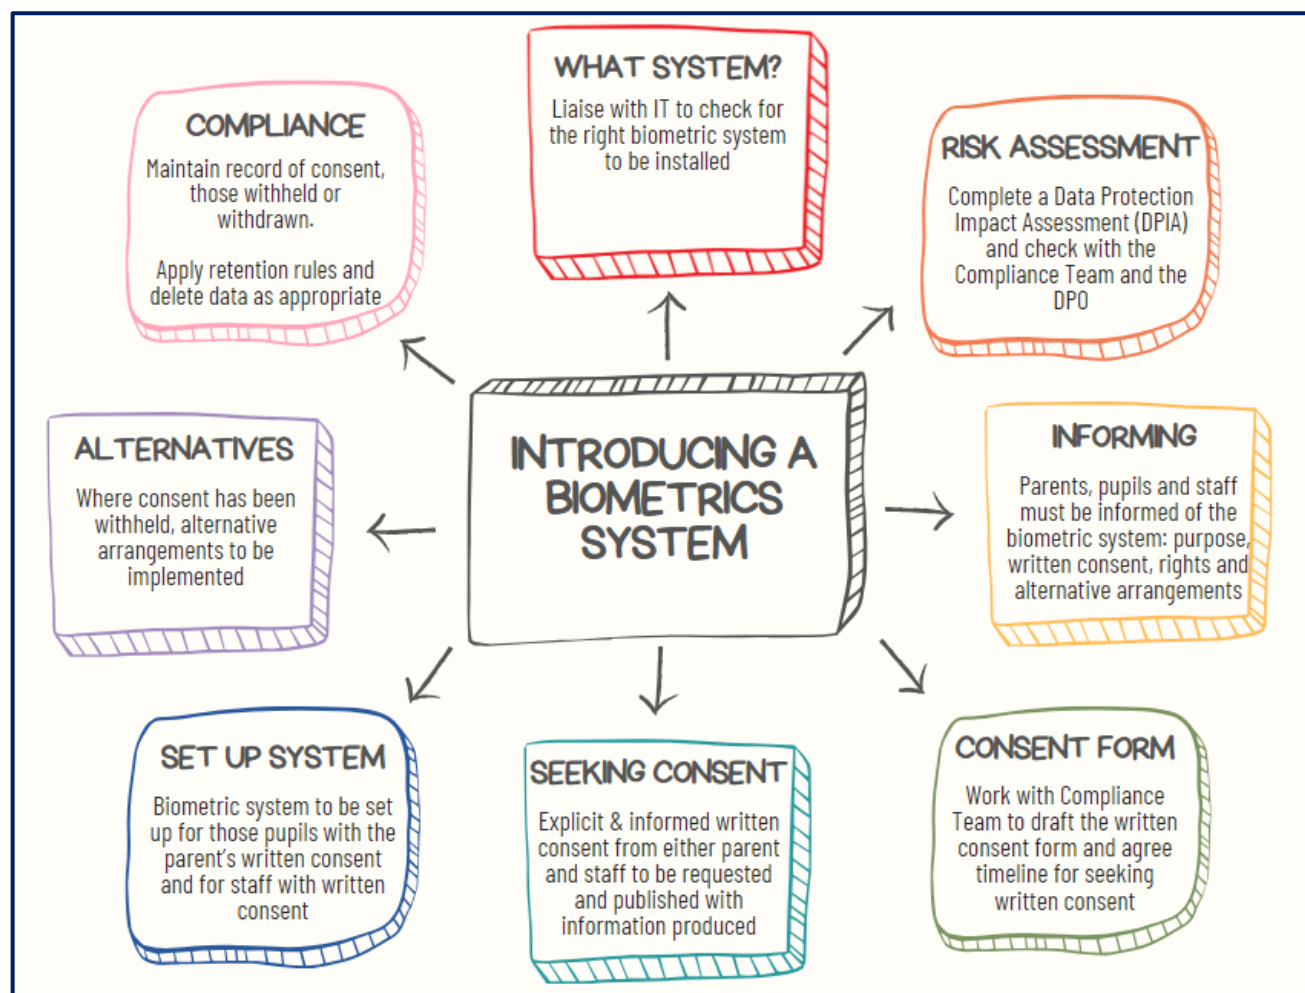 WHAT SYSTEM?
Liaise with IT to check for
the right biometric system
to be installed
RISK ASSESSMENT
Complete a Data Protection
Impact Assessment (DPIA)
and check with the
Compliance Team and the
DPO
INFORMING
Parents, pupils and staff
must be informed of the
biometric system: purpose,
written consent, rights and
alternative arrangements
CONSENT FORM
Work with Compliance
Team to draft the written
consent form and agree
timeline for seeking
written consent
SEEKING CONSENT
Explicit & informed written
consent from either parent
and staff to be requested
and published with
information produced
SET UP SYSTEM
Biometric system to be set
up for those pupils with the
parent's written consent
and for staff with written
consent
ALTERNATIVES
Where consent has been
withheld, alternative
arrangements to be
implemented
COMPLIANCE
Maintain record of consent,
those withheld or
withdrawn.
Apply retention rules and
delete data as appropriate
INTRODUCING A
BIOMETRICS
SYSTEM